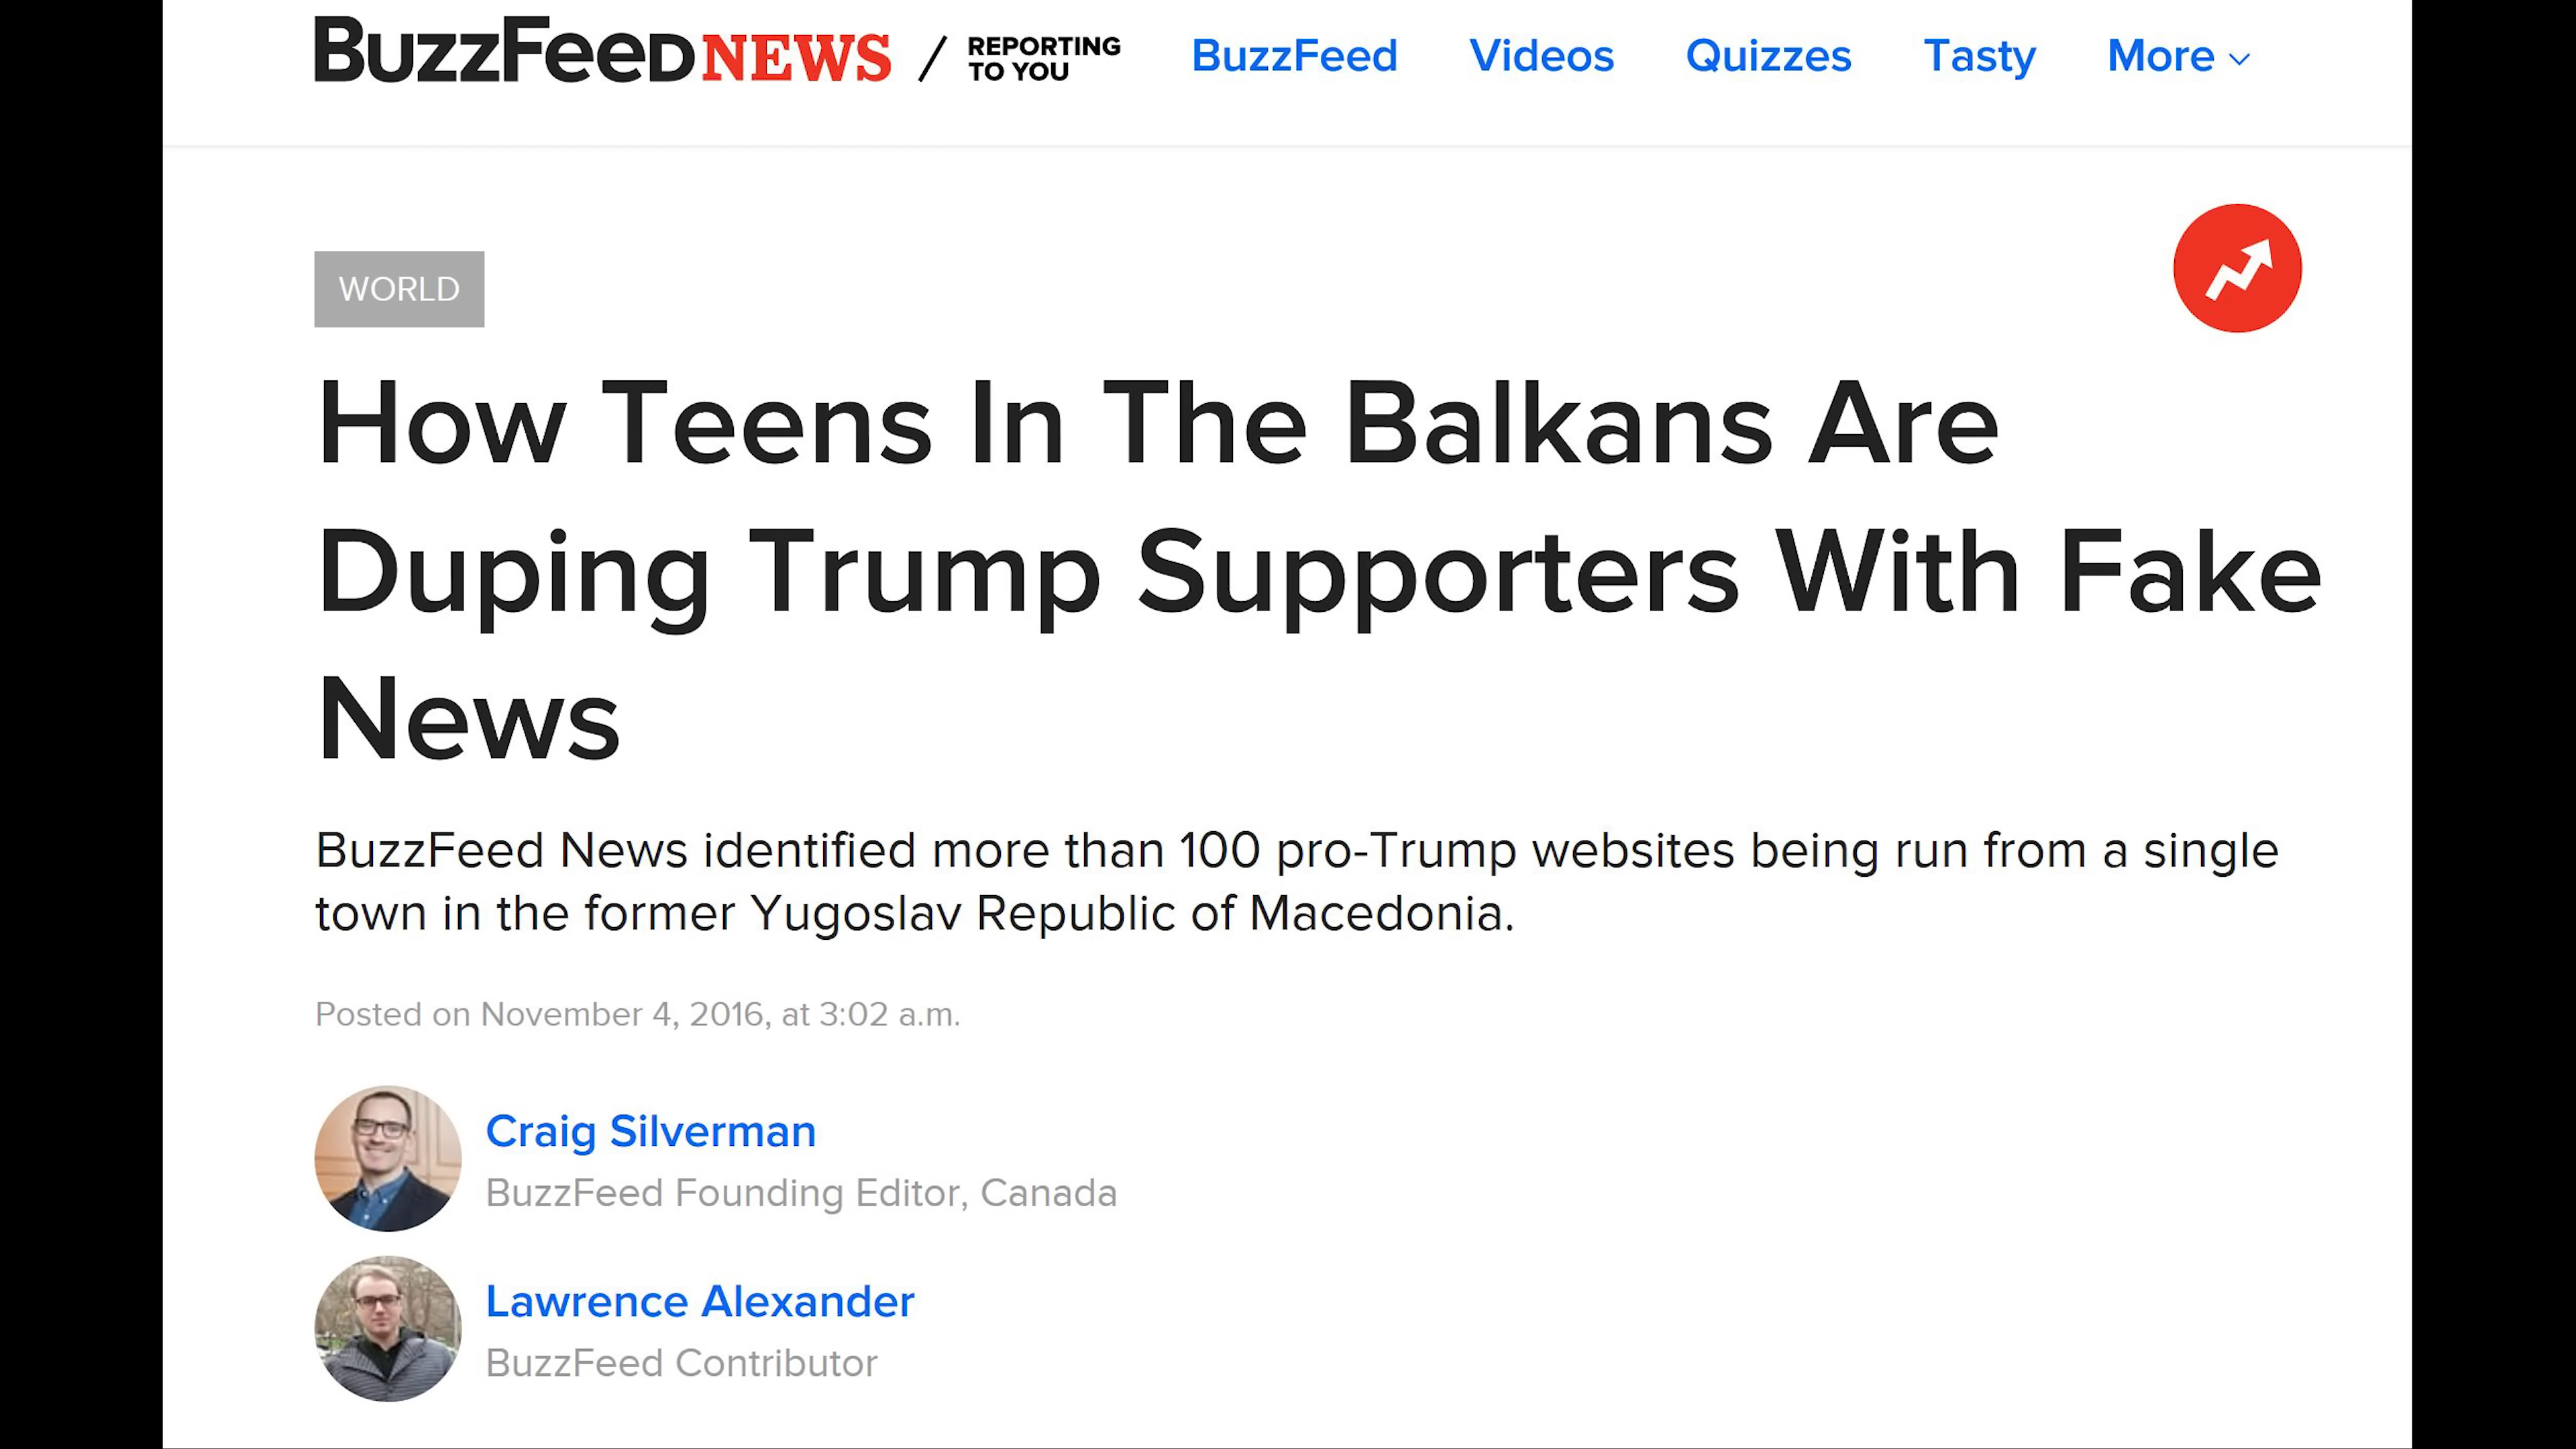 BuzzFeeD NEWS / REPORTING TO YOU BuzzFeed Videos Quizzes Tasty More
WORLD
How Teens In The Balkans Are
Duping Trump Supporters With Fake
News
BuzzFeed News identified more than 100 pro-Trump websites being run from a single
town in the former Yugoslav Republic of Macedonia.
Posted on November 4, 2016, at 3:02 a.m.
Craig Silverman
BuzzFeed Founding Editor, Canada
Lawrence Alexander
BuzzFeed Contributor